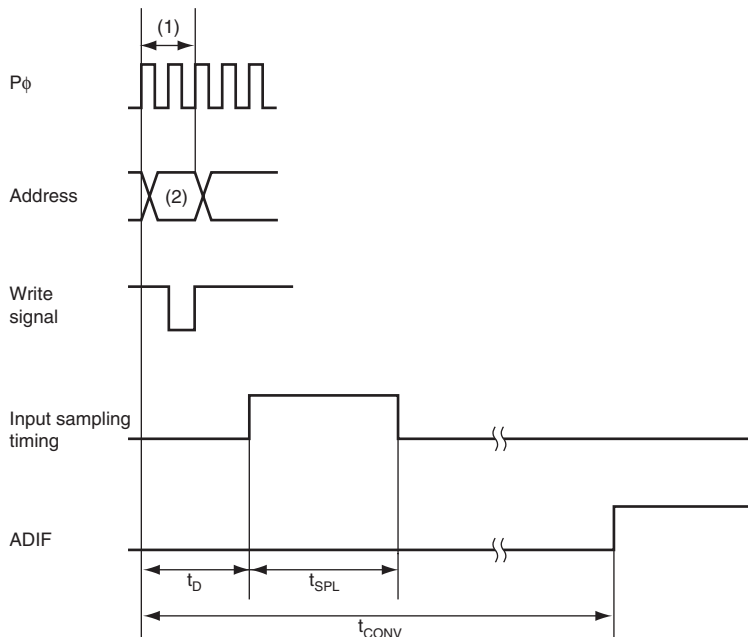 (1)
Pϕ
Address
(2)
Write
signal
Input sampling
timing
ADIF
tD
tSPL
tCONV